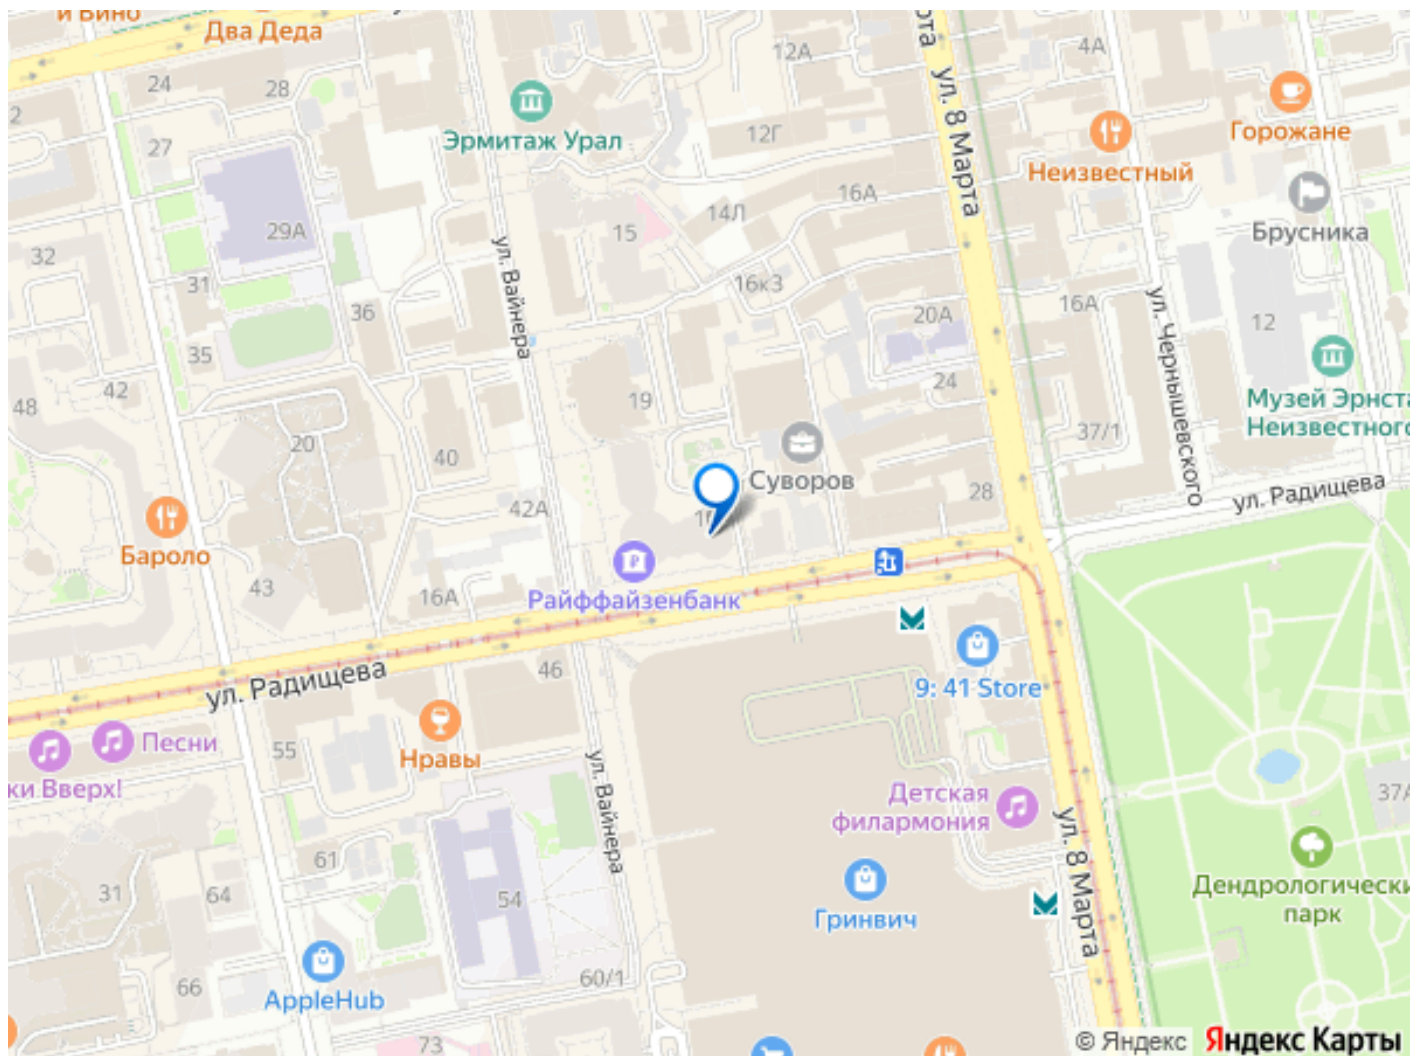 и Вино
Два Деда
ул. 8 Марта
4А
12А
24
28
Горожане
Эрмитаж Урал
12Г
27
Неизвестный
16А
14Л
29А
15
Брусника
32
ул. Вайнера
31
16к3
36
20А
16А
ул. Чернышевского
12
35
42
24
48
19
Музей Эрнста
Неизвестного
20
40
37/1
Суворов
28
ул. Радищева
42А
Бароло
43
16А
Райффайзенбанк
ул. Радищева
46
9: 41 Store
Песни
55
Нравы
ки Вверх!
ул. Вайнера
Детская
филармония
37А
ул. 8 Марта
61
31
64
54
Гринвич
Дендрологически
парк
66
AppleHub
60/1
73
© Яндекс Яндекс Карты